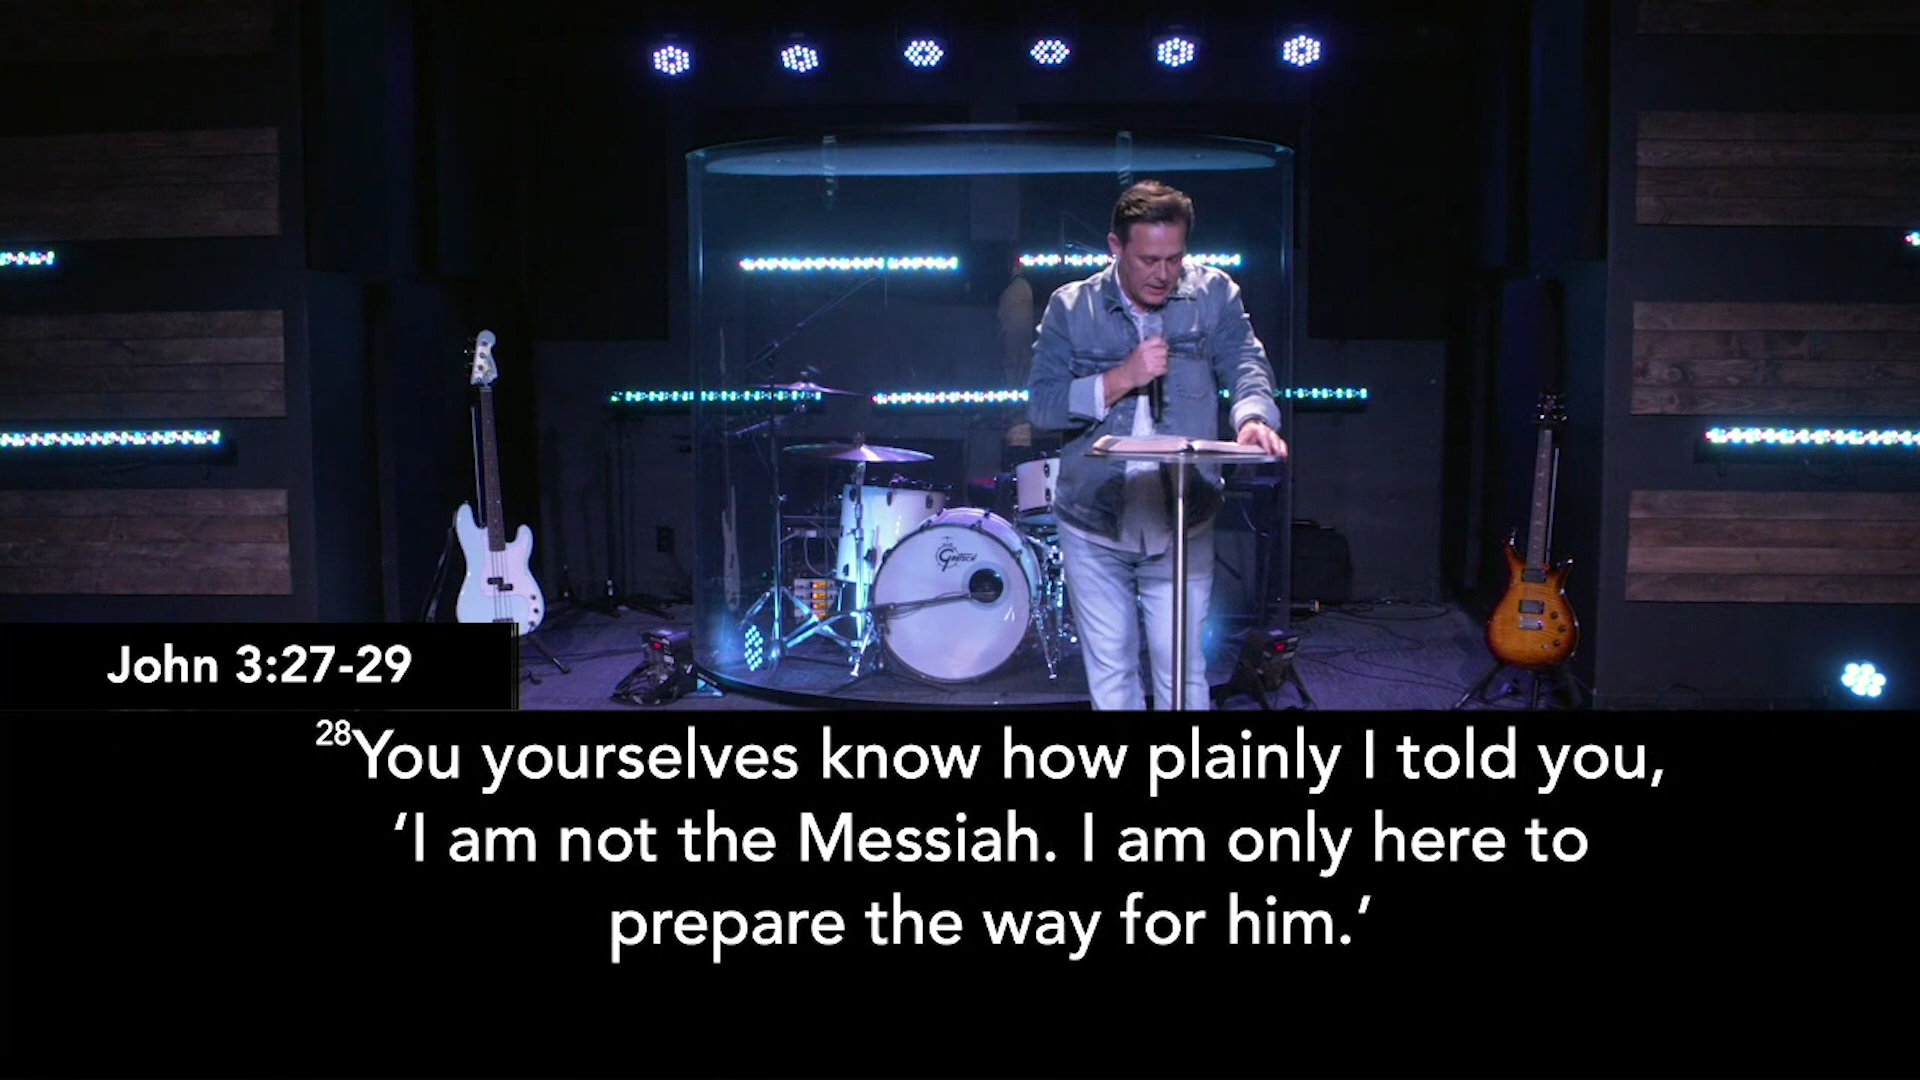 GRETSCH
John 3:27-29
28You yourselves know how plainly I told you,
‘I am not the Messiah. I am only here to
prepare the way for him.’